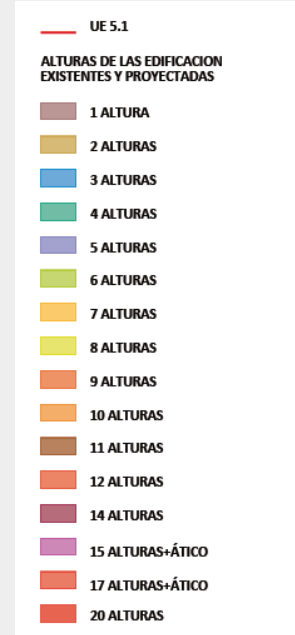 UE 5.1
ALTURAS DE LAS EDIFICACION
EXISTENTES Y PROYECTADAS
1 ALTURA
2 ALTURAS
3 ALTURAS
4 ALTURAS
5 ALTURAS
6 ALTURAS
7 ALTURAS
8 ALTURAS
9 ALTURAS
10 ALTURAS
11 ALTURAS
12 ALTURAS
14 ALTURAS
15 ALTURAS+ÁTICO
17 ALTURAS+ÁTICO
20 ALTURAS